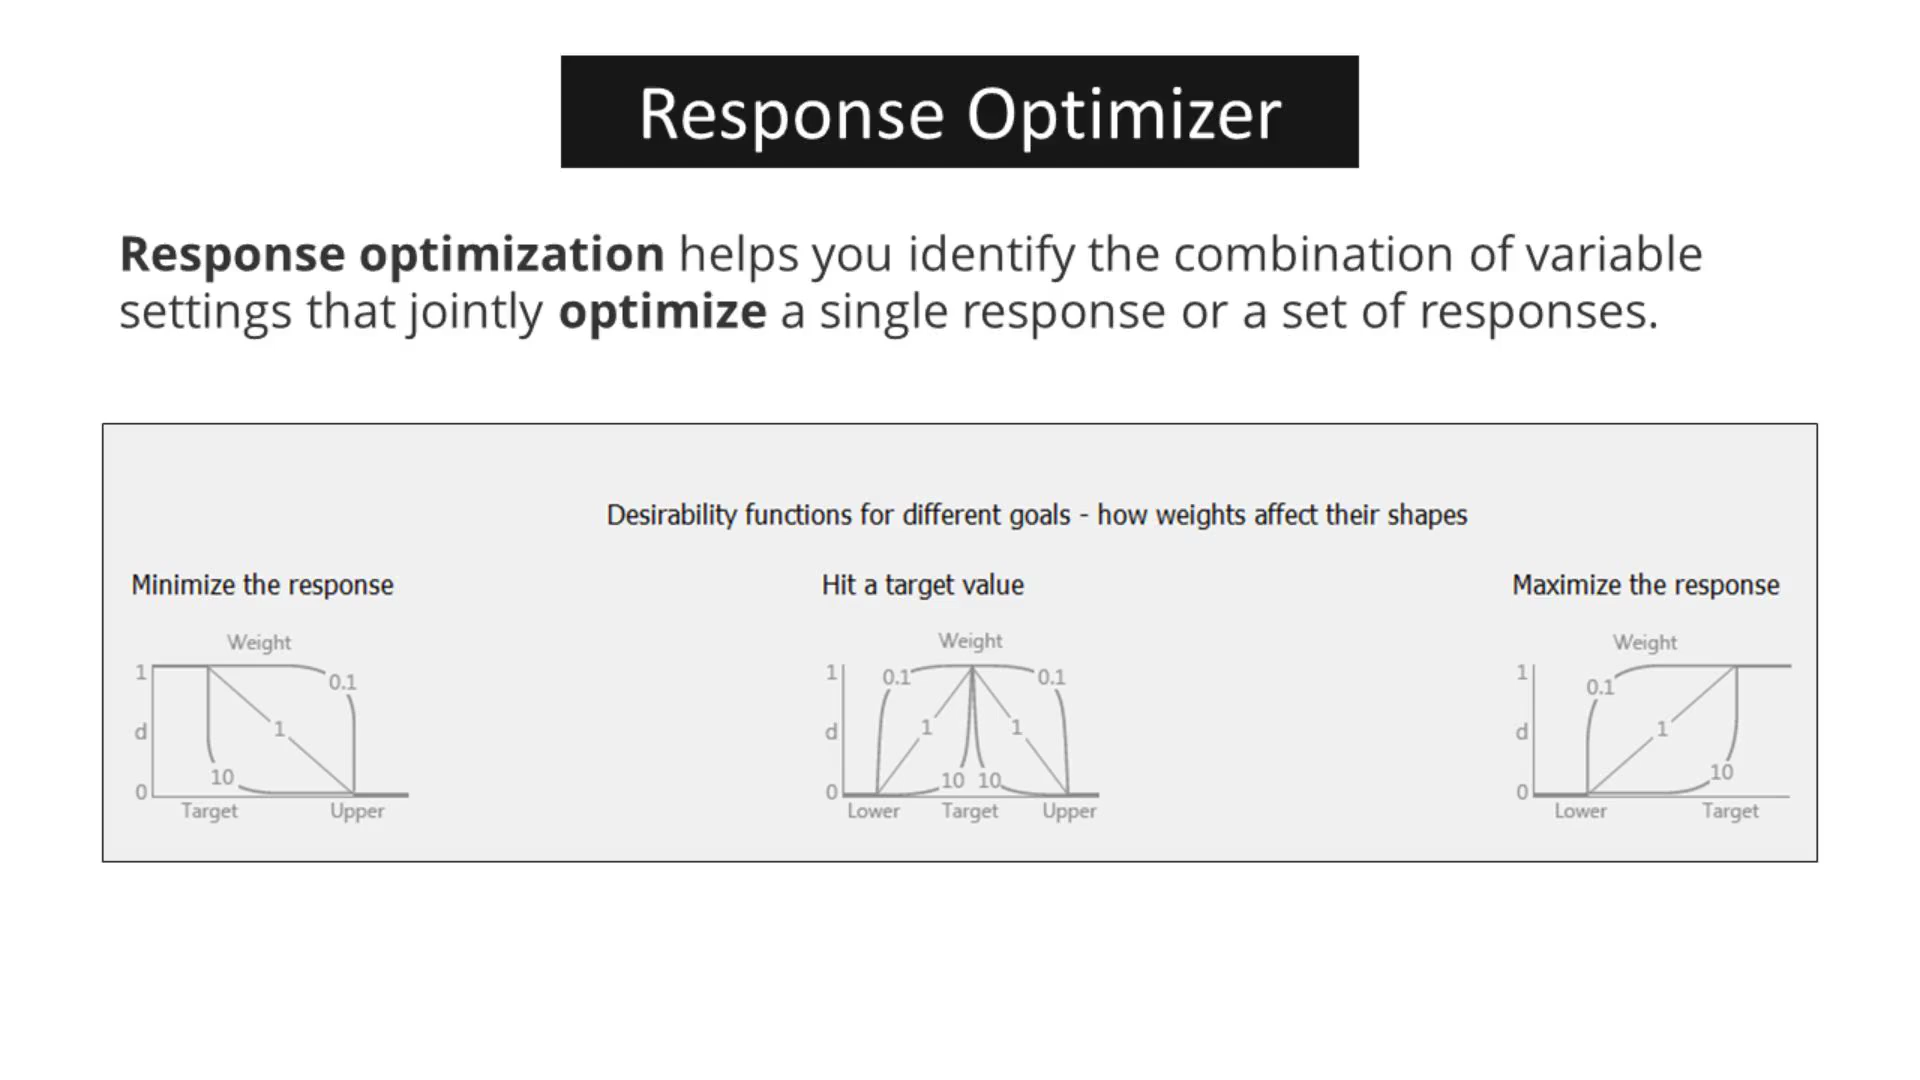 Response Optimizer
Response optimization helps you identify the combination of variable
settings that jointly optimize a single response or a set of responses.
Desirability functions for different goals - how weights affect their shapes
Minimize the response
Weight
1
0.1
d
1
10
0
Target
Upper
Hit a target value
Weight
1
0.1
0.1
d
1
1
10
10
0
Lower
Target
Upper
Maximize the response
Weight
1
0.1
d
1
10
0
Lower
Target